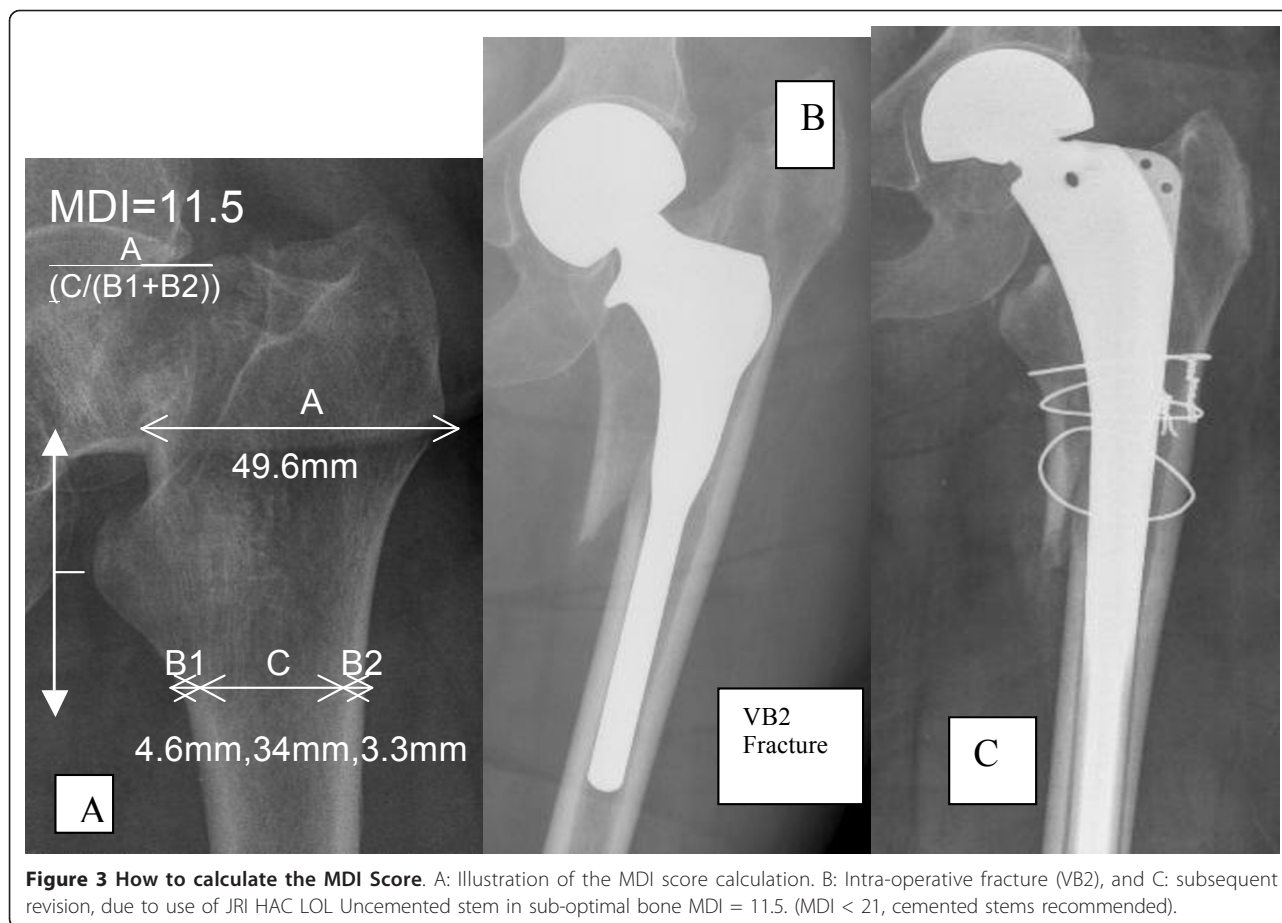 MDI=11.5
A
(C/(B1+B2))
A
49.6mm
B1 C B2
4.6mm,34mm,3.3mm
A
B
VB2
Fracture
C
Figure 3 How to calculate the MDI Score. A: Illustration of the MDI score calculation. B: Intra-operative fracture (VB2), and C: subsequent
revision, due to use of JRI HAC LOL Uncemented stem in sub-optimal bone MDI = 11.5. (MDI < 21, cemented stems recommended).